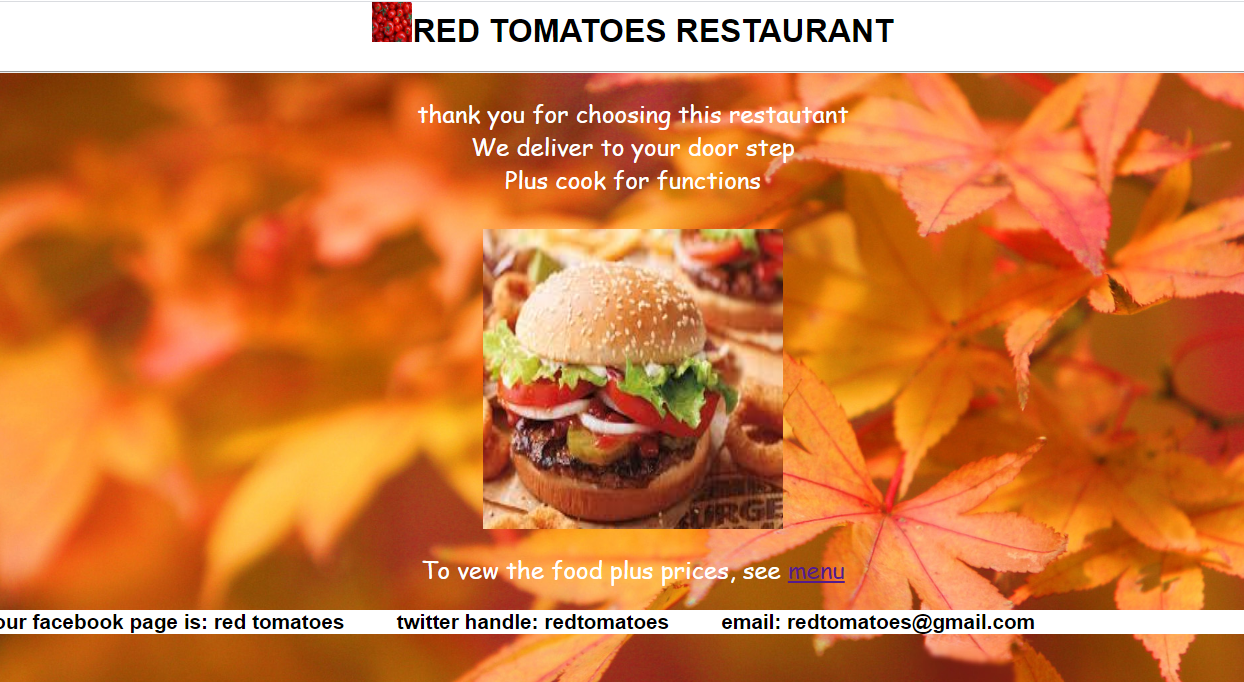 RED TOMATOES RESTAURANT
thank you for choosing this restautant
We deliver to your door step
Plus cook for functions
URGE
To vew the food plus prices, see menu
our facebook page is: red tomatoes twitter handle: redtomatoes email: redtomatoes@gmail.com